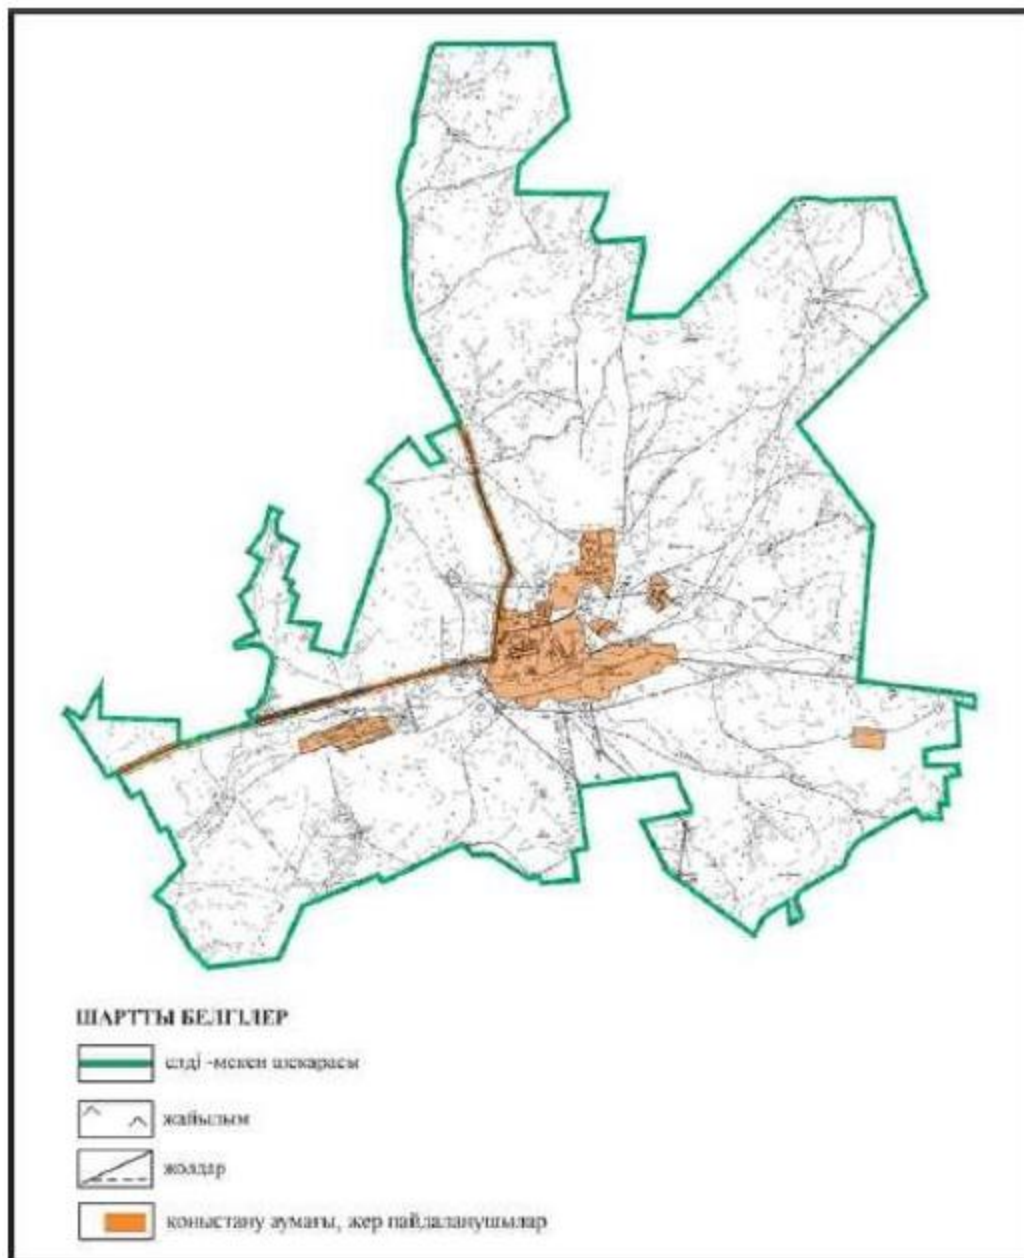 ШАРТТЫ БЕЛГІЛЕР
елді -мекен шекарасы
жайылым
жолдар
қоныстану аумағы, жер пайдаланушылар